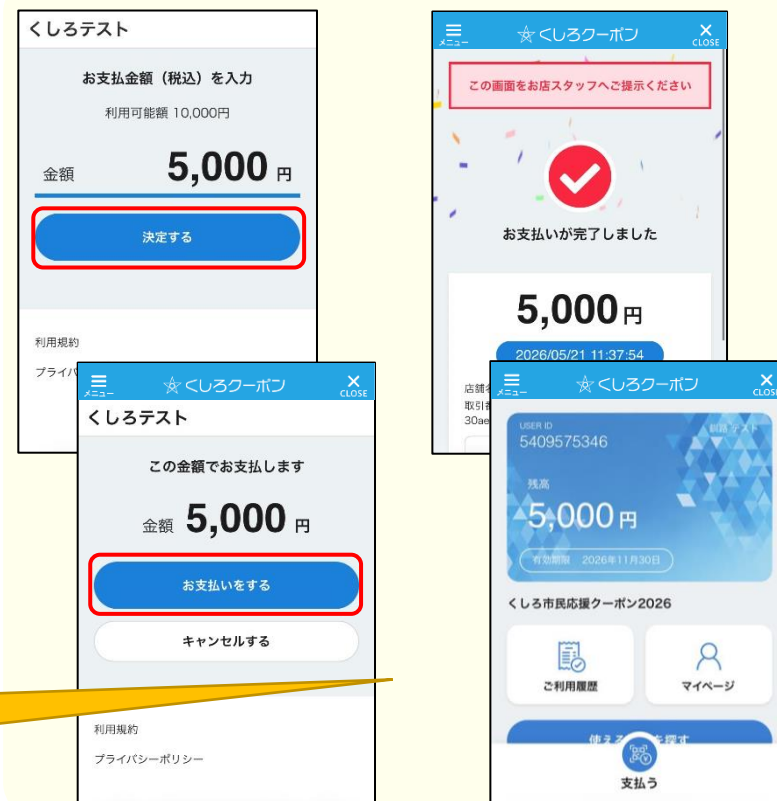 くしろテスト
お支払金額（税込）を入力
利用可能額 10,000円
金額 5,000 円
決定する
利用規約
プライバ
メニュー
くしろクーポン
CLOSE
くしろテスト
この金額でお支払します
金額 5,000 円
お支払いをする
キャンセルする
利用規約
プライバシーポリシー
メニュー
くしろクーポン
CLOSE
この画面をお店スタッフへご提示ください
お支払いが完了しました
5,000円
2026/05/21 11:37:54
店舗
取引
30ae
メニュー
くしろクーポン
CLOSE
USER ID
釧路 テスト
5409575346
残高
5,000 円
有効期限 2026年11月30日
くしろ市民応援クーポン2026
ご利用履歴
マイページ
使える
を探す
支払う